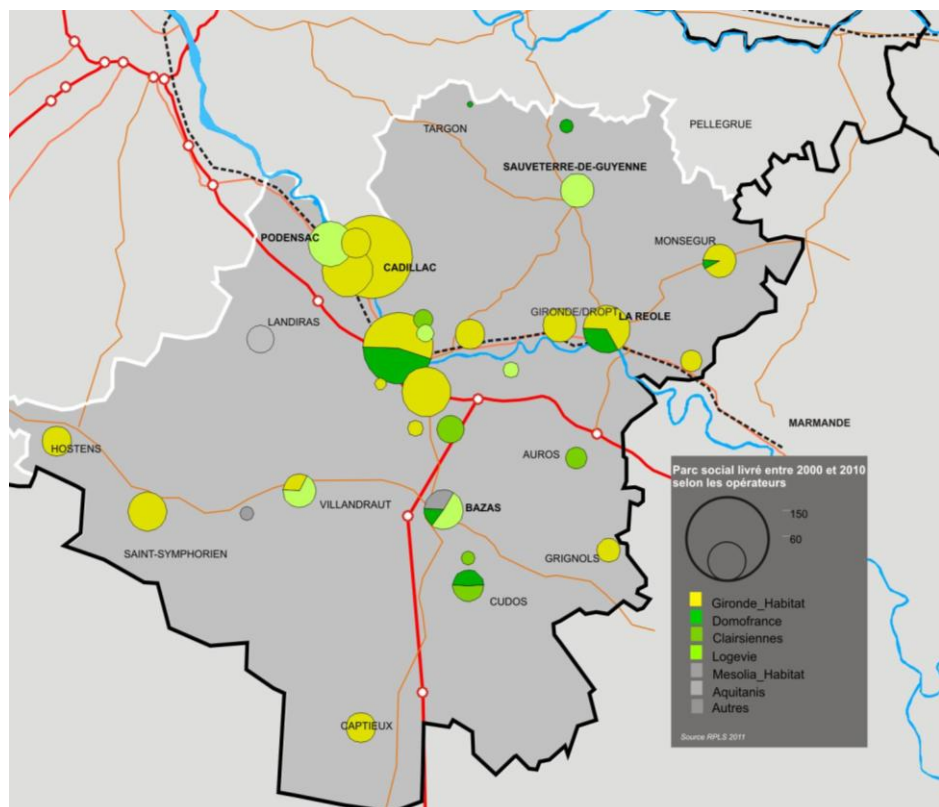 TARGON
PELLEGRUE
SAUVETERRE-DE-GUYENNE
PODENSAC
MONSEGUR
CADILLAC
GIRONDE/DROPT
LA REOLE
LANDIRAS
MARMANDE
HOSTENS
AUROS
VILLANDRAUT
BAZAS
SAINT-SYMPHORIEN
GRIGNOLS
CUDOS
CAPTIEUX
Parc social livré entre 2000 et 2010
selon les opérateurs
150
60
Gironde_Habitat
Domofrance
Clairsiennes
Logevie
Mesolia_Habitat
Aquitanis
Autres
Source RPLS 2011